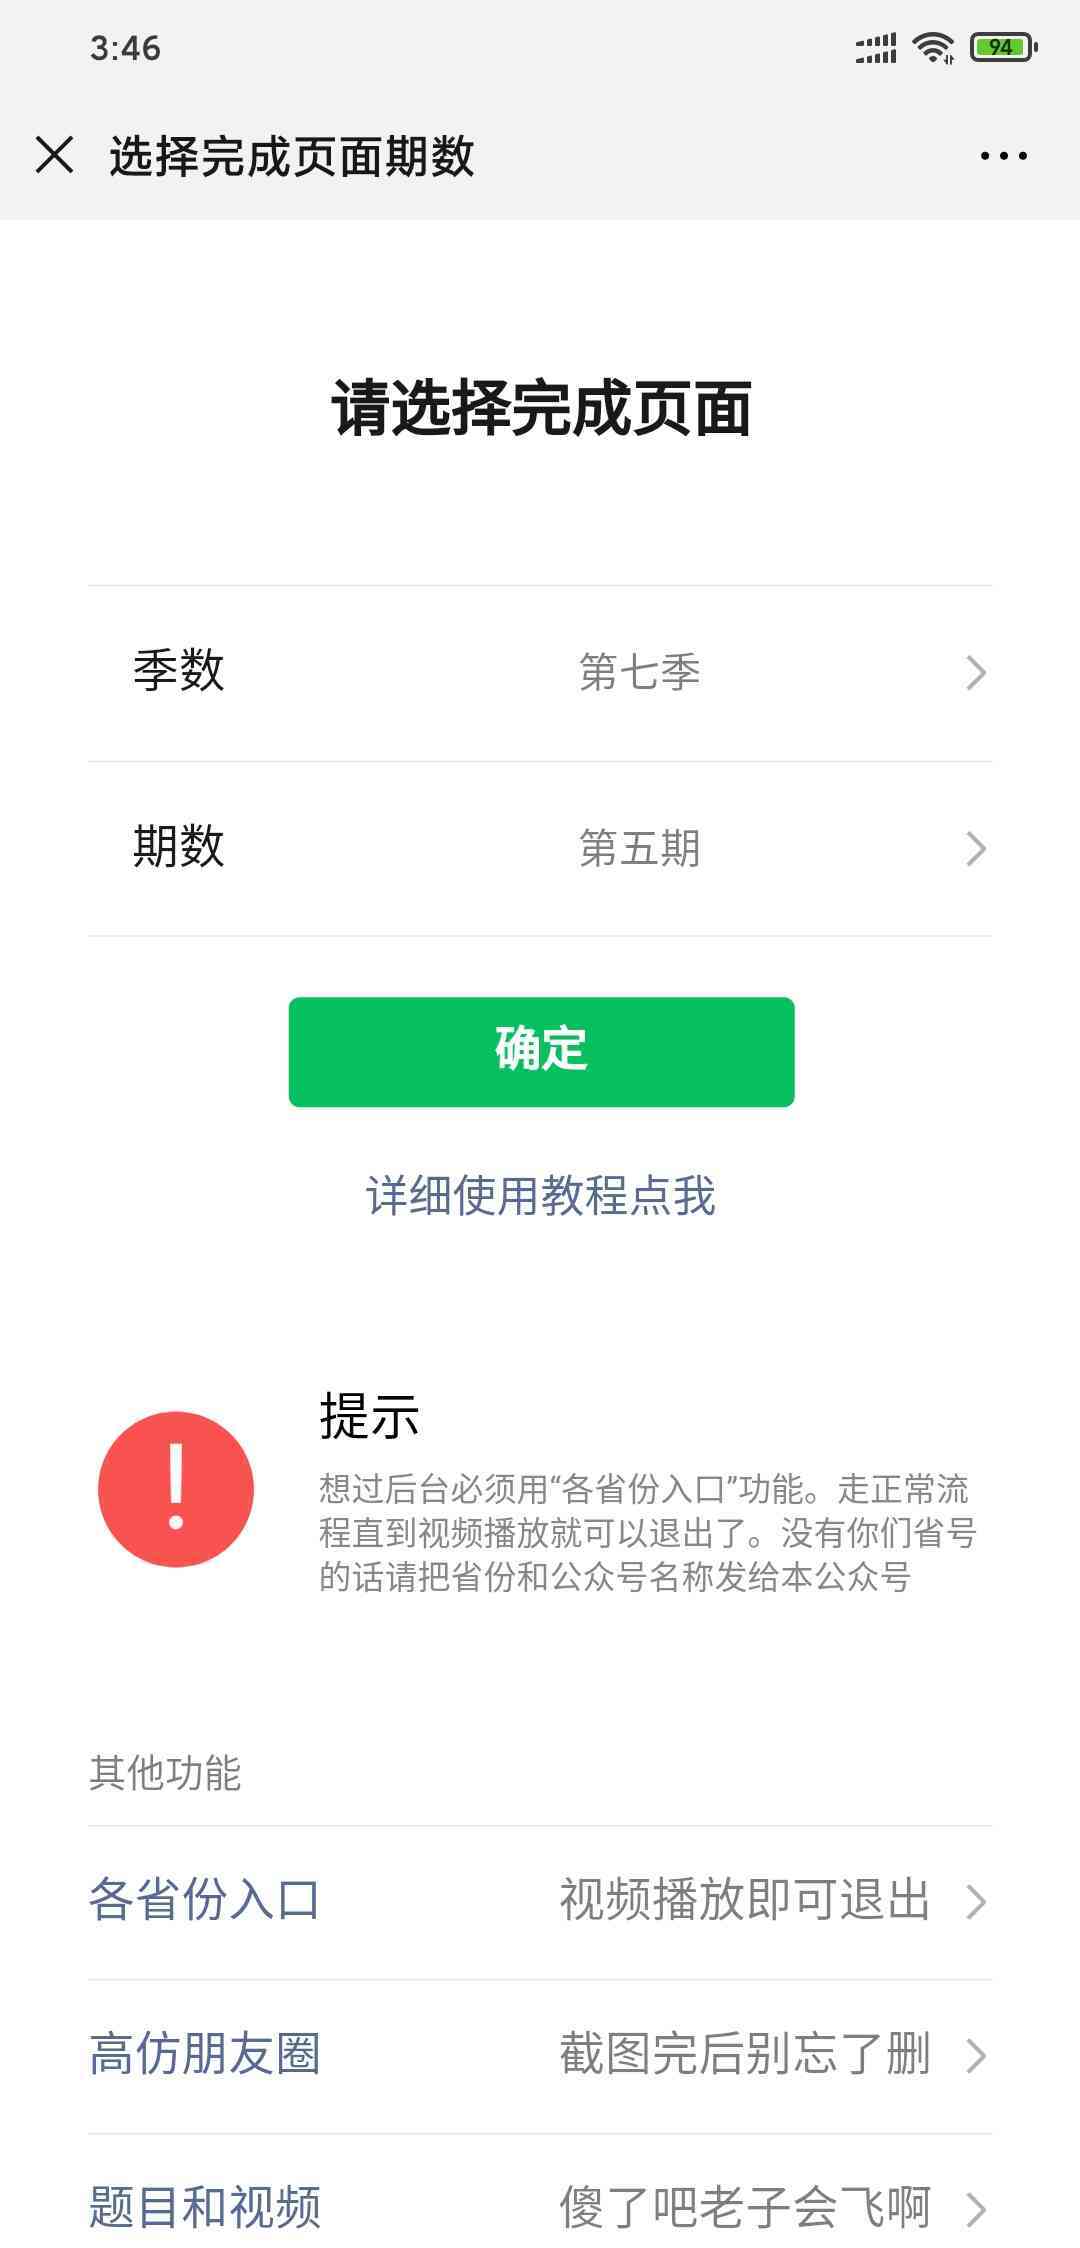 3:46
94
选择完成页面期数
请选择完成页面
季数 第七季
期数 第五期
确定
详细使用教程点我
提示
想过后台必须用“各省份入口”功能。走正常流
程直到视频播放就可以退出了。没有你们省号
的话请把省份和公众号名称发给本公众号
其他功能
各省份入口 视频播放即可退出
高仿朋友圈 截图完后别忘了删
题目和视频 傻了吧老子会飞啊